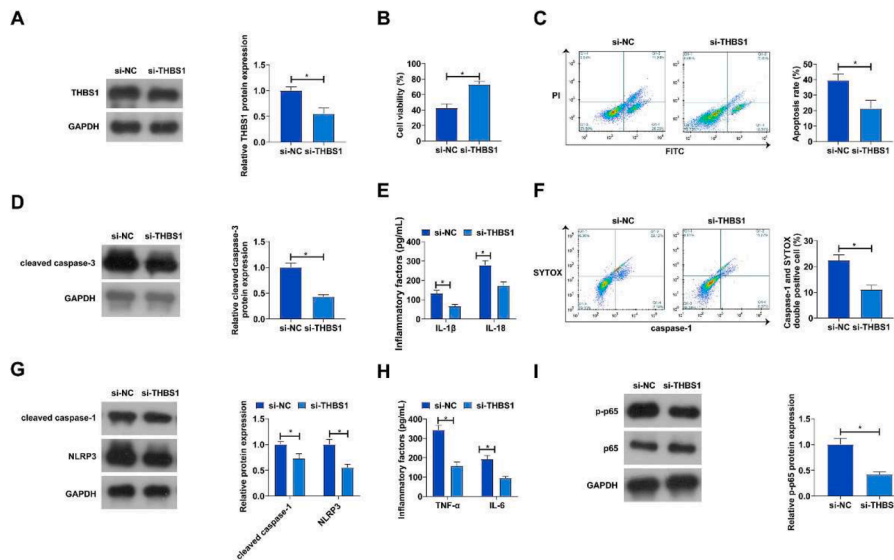 A
si-NC si-THBS1
THBS1
GAPDH
Relative THBS1 protein expression
1.5
1.0
0.5
0.0
si-NC si-THBS1
*
B
Cell viability (%)
100
80
60
40
20
0
si-NC si-THBS1
*
C
si-NC
si-THBS1
PI
FITC
Apoptosis rate (%)
50
40
30
20
10
0
si-NC si-THBS1
*
D
si-NC si-THBS1
cleaved caspase-3
GAPDH
Relative cleaved caspase-3
protein expression
1.5
1.0
0.5
0.0
si-NC si-THBS1
*
E
si-NC si-THBS1
Inflammatory factors (pg/mL)
400
300
200
100
0
* *
IL-1β IL-18
F
si-NC
si-THBS1
SYTOX
caspase-1
Caspase-1 and SYTOX
double positive cell (%)
30
20
10
0
si-NC si-THBS1
*
G
si-NC si-THBS1
cleaved caspase-1
NLRP3
GAPDH
si-NC si-THBS1
Relative protein expression
1.5
1.0
0.5
0.0
* *
cleaved caspase-1
NLRP3
H
si-NC si-THBS1
Inflammatory factors (pg/mL)
400
300
200
100
0
* *
TNF-α IL-6
I
si-NC si-THBS1
p-p65
p65
GAPDH
Relative p-p65 protein expression
1.5
1.0
0.5
0.0
si-NC si-THBS
*